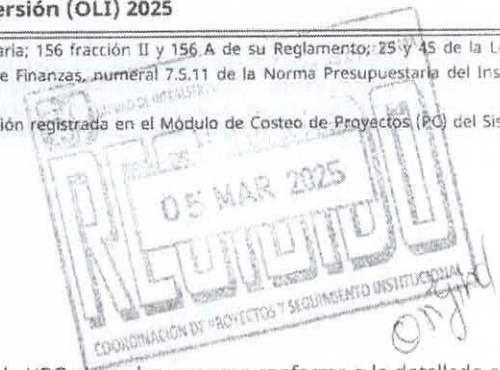 ersión (OLI) 2025
aria; 156 fracción II y 156 A de su Reglamento; 25 y 45 de la L
e Finanzas, numeral 7.5.11 de la Norma Presupuestaria del Ins
ión registrada en el Módulo de Costeo de Proyectos (PC) del Sis
RECIBIDO
05 MAR 2025
COORDINACIÓN DE PROYECTOS Y SEGUIMIENTO INSTITUCIONAL
conforme a lo detallado